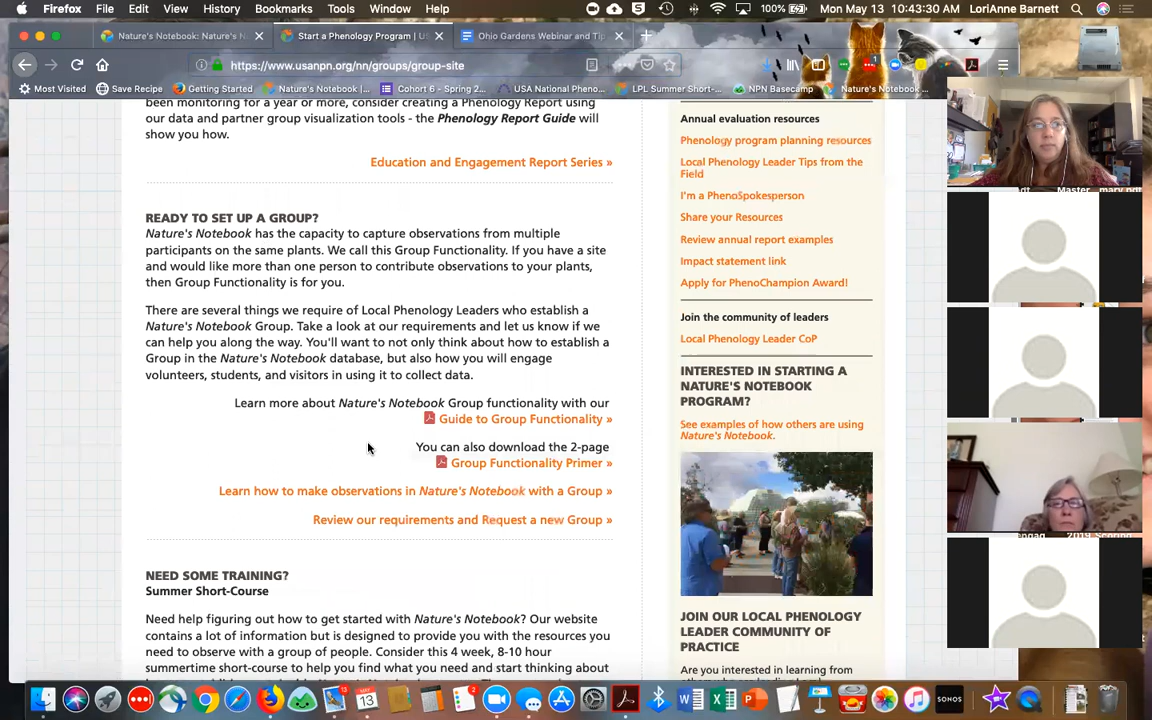 Firefox File Edit View History Bookmarks Tools Window Help 100% Mon May 13 10:43:30 AM LoriAnne Barnett
Nature's Notebook: Nature's N Start a Phenology Program | US Ohio Gardens Webinar and Tip
https://www.usanpn.org/nn/groups/group-site
Most Visited Save Recipe Getting Started Nature's Notebook |... Cohort 6 - Spring 2... USA National Pheno... LPL Summer Short-... NPN Basecamp Nature's Notebook ...
been monitoring for a year or more, consider creating a Phenology Report using
our data and partner group visualization tools - the Phenology Report Guide will
show you how.
Education and Engagement Report Series »
READY TO SET UP A GROUP?
Nature's Notebook has the capacity to capture observations from multiple
participants on the same plants. We call this Group Functionality. If you have a site
and would like more than one person to contribute observations to your plants,
then Group Functionality is for you.
There are several things we require of Local Phenology Leaders who establish a
Nature's Notebook Group. Take a look at our requirements and let us know if we
can help you along the way. You'll want to not only think about how to establish a
Group in the Nature's Notebook database, but also how you will engage
volunteers, students, and visitors in using it to collect data.
Learn more about Nature's Notebook Group functionality with our
Guide to Group Functionality »
You can also download the 2-page
Group Functionality Primer »
Learn how to make observations in Nature's Notebook with a Group »
Review our requirements and Request a new Group »
NEED SOME TRAINING?
Summer Short-Course
Need help figuring out how to get started with Nature's Notebook? Our website
contains a lot of information but is designed to provide you with the resources you
need to observe with a group of people. Consider this 4 week, 8-10 hour
summertime short-course to help you find what you need and start thinking about
Annual evaluation resources
Phenology program planning resources
Local Phenology Leader Tips from the
Field
I'm a PhenoSpokesperson
Share your Resources
Review annual report examples
Impact statement link
Apply for PhenoChampion Award!
Join the community of leaders
Local Phenology Leader CoP
INTERESTED IN STARTING A
NATURE'S NOTEBOOK
PROGRAM?
See examples of how others are using
Nature's Notebook.
JOIN OUR LOCAL PHENOLOGY
LEADER COMMUNITY OF
PRACTICE
Are you interested in learning from
SONOS